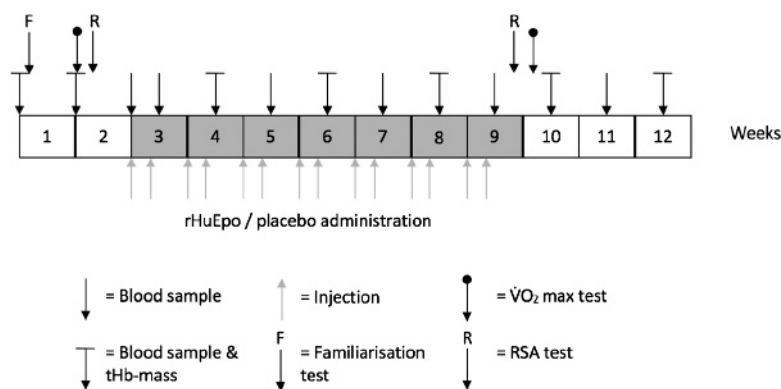 F
R
R
1 2 3 4 5 6 7 8 9 10 11 12 Weeks
rHuEpo / placebo administration
= Blood sample
= Injection
= V̇O₂ max test
= Blood sample &
tHb-mass
F
= Familiarisation
test
R
= RSA test